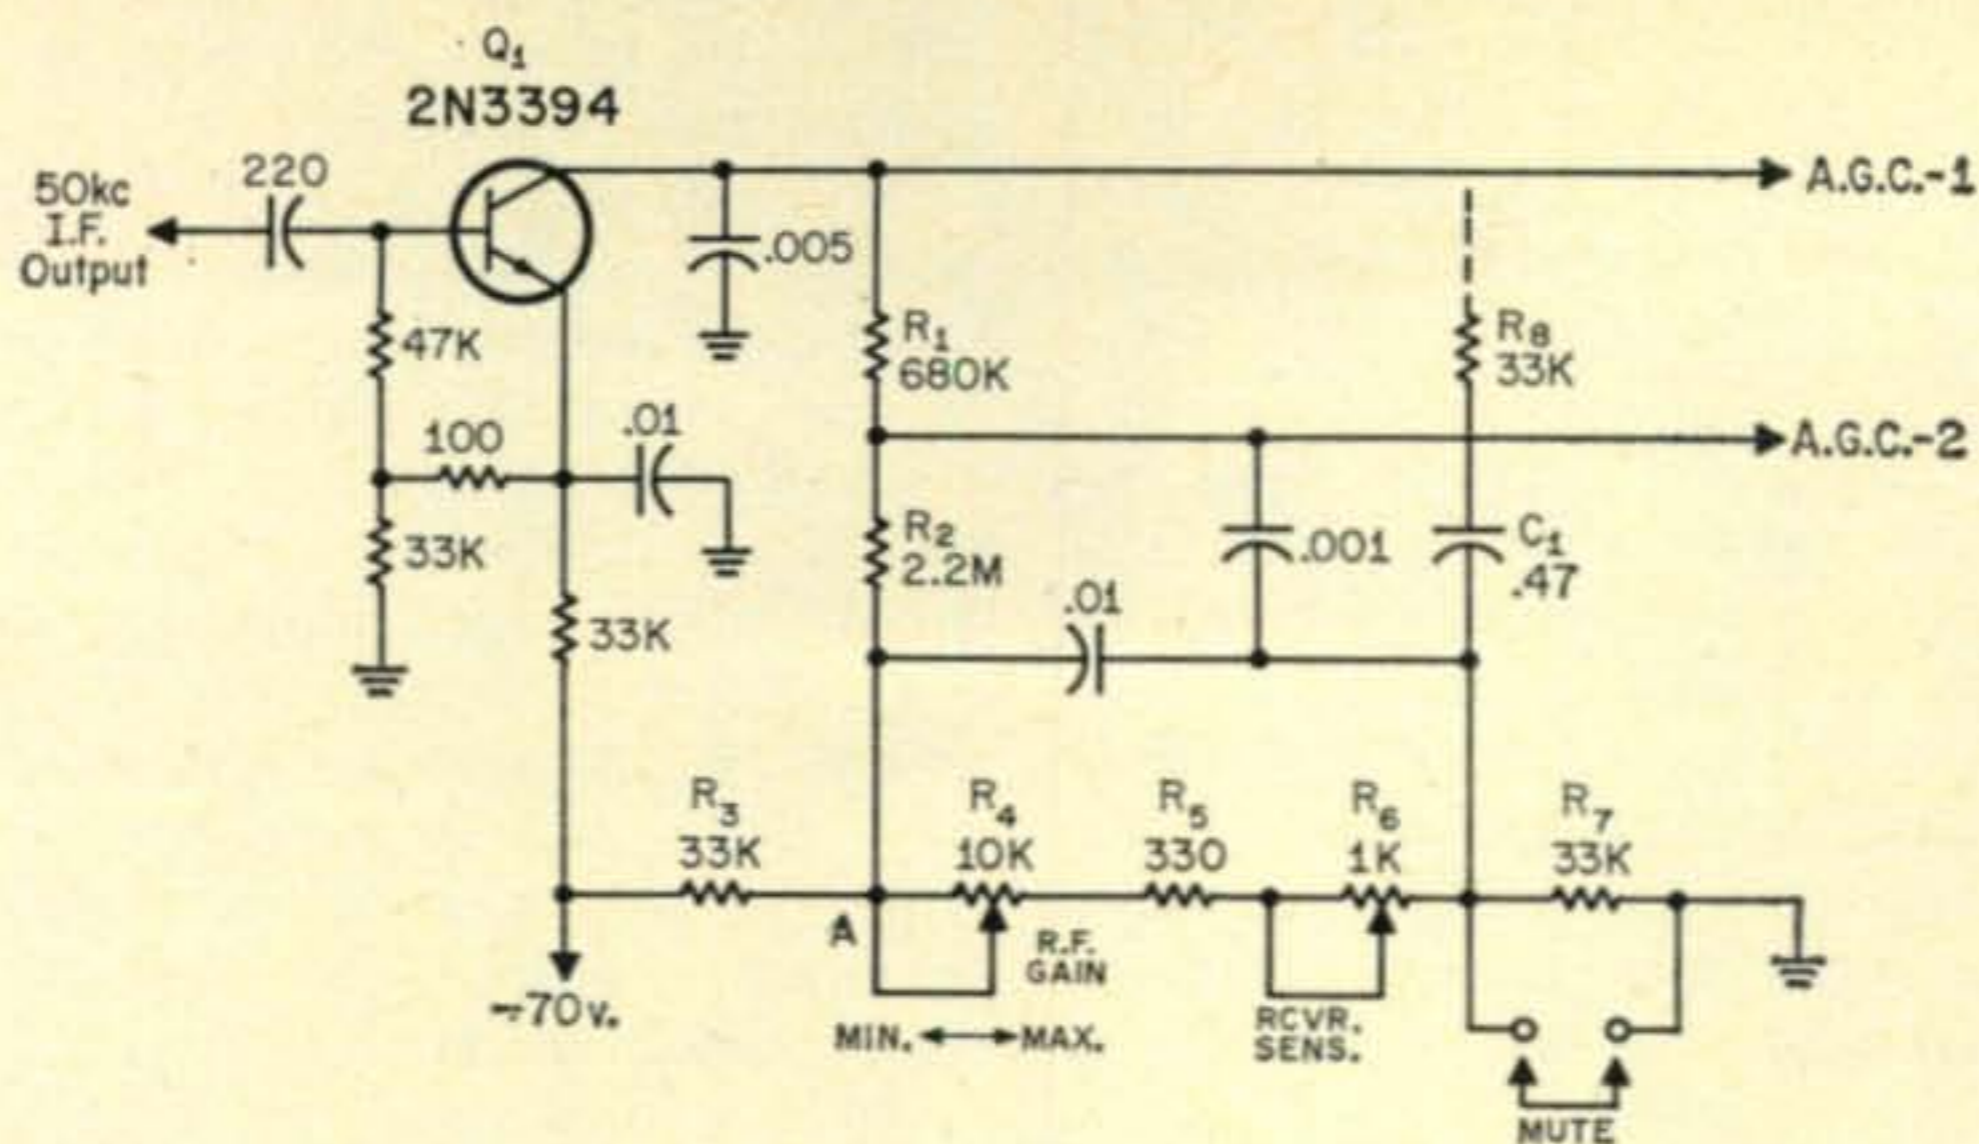 Q1
2N3394
50kc
I.F.
Output
220
A.G.C.-1
.005
47K
R1
680K
R8
33K
100
.01
A.G.C.-2
33K
R2
2.2M
.001
C1
.47
.01
33K
R3
33K
R4
10K
R5
330
R6
1K
R7
33K
A
R.F.
GAIN
-70v.
MIN.
MAX.
RCVR.
SENS.
MUTE